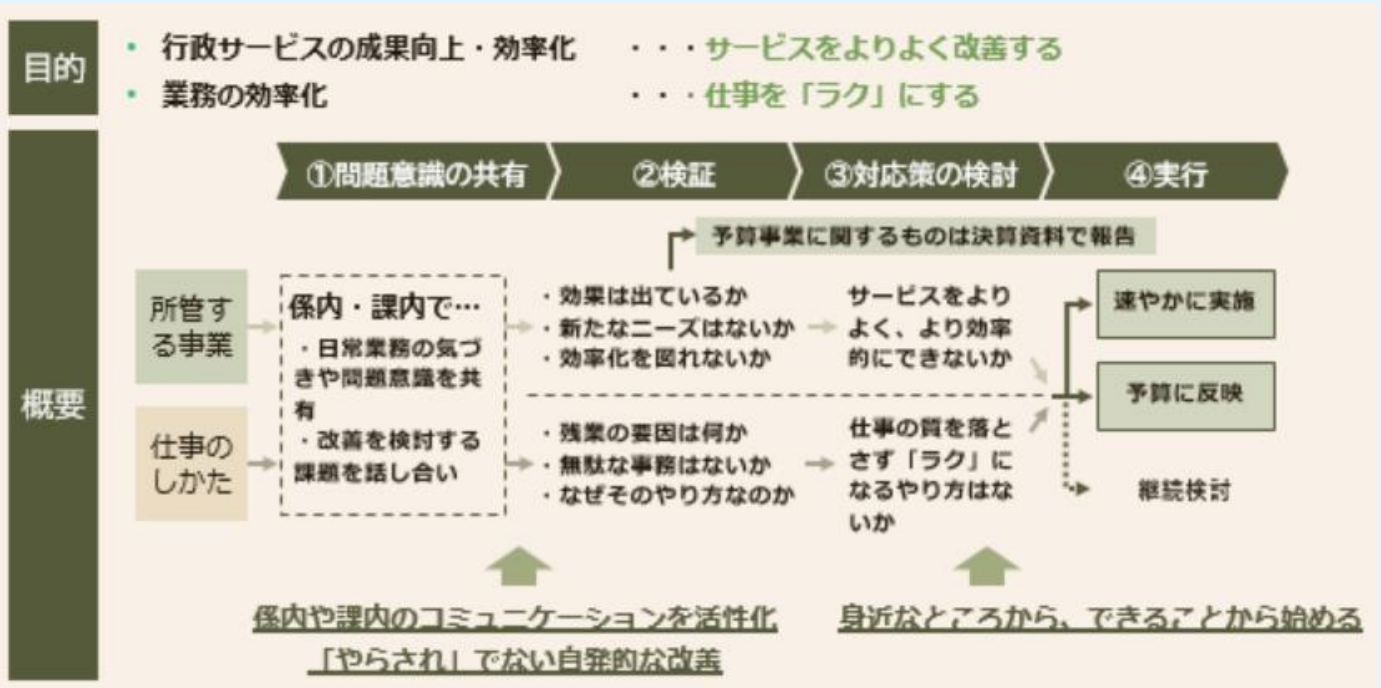 目的
・ 行政サービスの成果向上・効率化 ・・・サービスをよりよく改善する
・ 業務の効率化 ・・・仕事を「ラク」にする
概要
①問題意識の共有
②検証
③対応策の検討
④実行
予算事業に関するものは決算資料で報告
所管す
る事業
係内・課内で…
・日常業務の気づ
きや問題意識を共
有
・改善を検討する
課題を話し合い
・効果は出ているか
・新たなニーズはないか
・効率化を図れないか
サービスをより
よく、より効率
的にできないか
速やかに実施
予算に反映
仕事の
しかた
・残業の要因は何か
・無駄な事務はないか
・なぜそのやり方なのか
仕事の質を落と
さず「ラク」に
なるやり方はな
いか
継続検討
係内や課内のコミュニケーションを活性化
「やらされ」でない自発的な改善
身近なところから、できることから始める